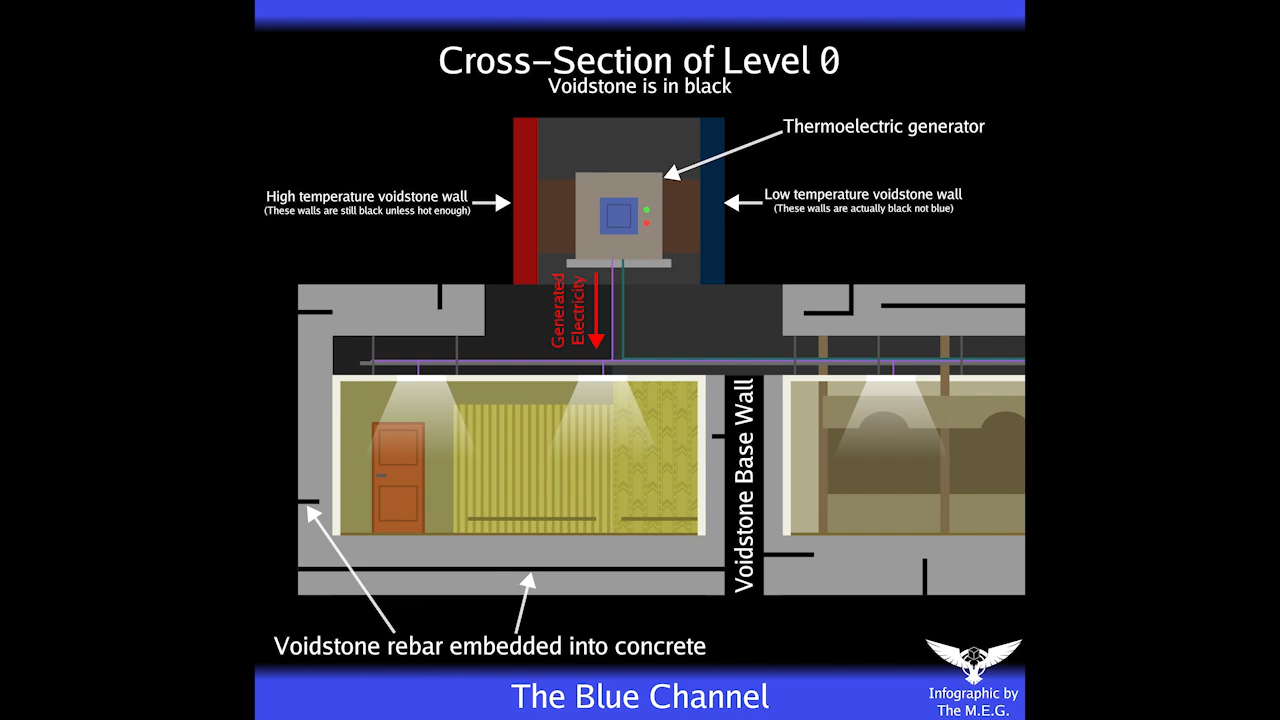 Cross-Section of Level 0
Voidstone is in black
Thermoelectric generator
High temperature voidstone wall
(These walls are still black unless hot enough)
Low temperature voidstone wall
(These walls are actually black not blue)
Generated
Electricity
Voidstone Base Wall
Voidstone rebar embedded into concrete
The Blue Channel
Infographic by
The M.E.G.